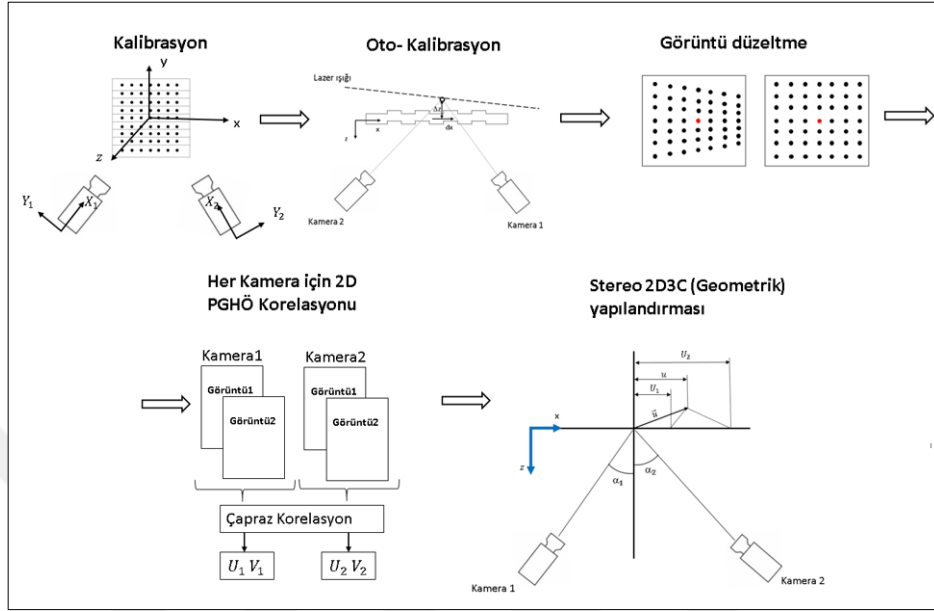 Kalibrasyon
Oto- Kalibrasyon
Görüntü düzeltme
y
x
z
X₁
Y₁
X₂
Y₂
Lazer ışığı
Δz
x
z
dx
Kamera 2
Kamera 1
Her Kamera için 2D
PGHÖ Korelasyonu
Kamera1
Kamera2
Görüntü1
Görüntü1
Görüntü2
Görüntü2
Çapraz Korelasyon
U₁ V₁
U₂ V₂
Stereo 2D3C (Geometrik)
yapılandırması
U₂
u
U₁
x
z
α₁
α₂
Kamera 1
Kamera 2